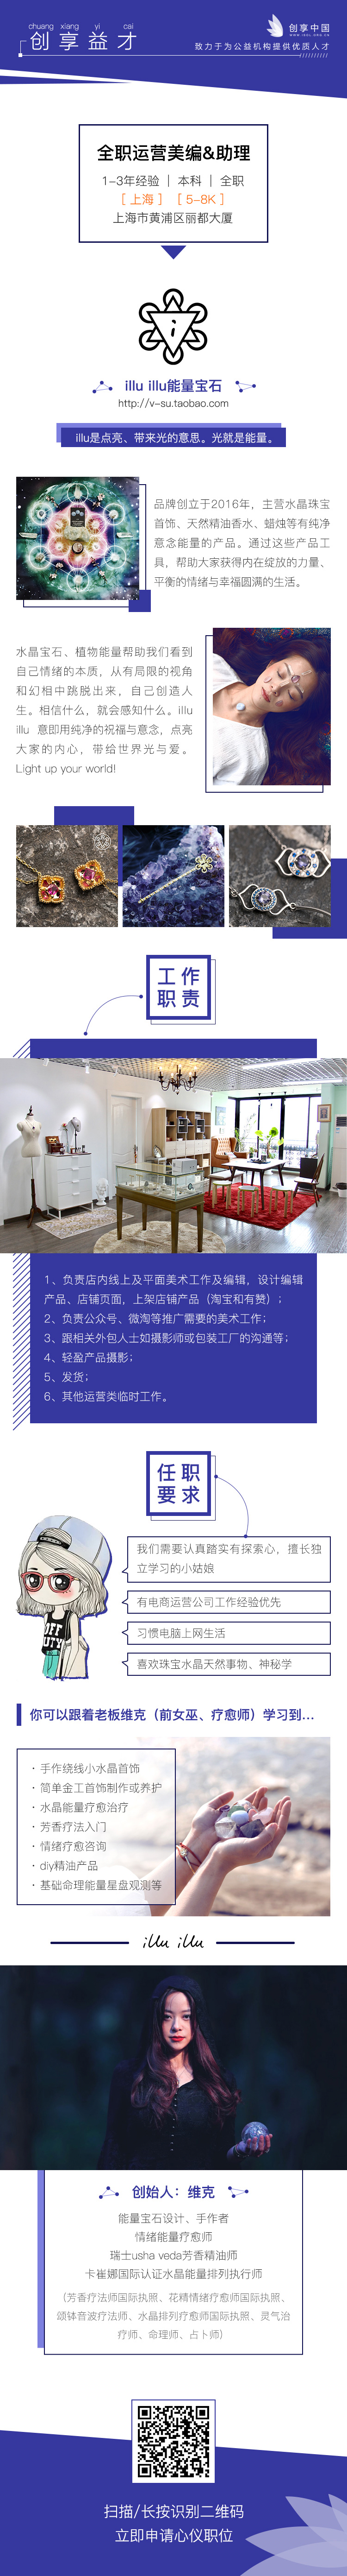 chuang xiang yi cai
创享益才
创享中国
致力于为公益机构提供优质人才
全职运营美编&助理
1-3年经验 | 本科 | 全职
[ 上海 ] [ 5-8K ]
上海市黄浦区丽都大厦
i
illu illu能量宝石
http://v-su.taobao.com
illu是点亮、带来光的意思。光就是能量。
品牌创立于2016年，主营水晶珠宝
首饰、天然精油香水、蜡烛等有纯净
意念能量的产品。通过这些产品工
具，帮助大家获得内在绽放的力量、
平衡的情绪与幸福圆满的生活。
水晶宝石、植物能量帮助我们看到
自己情绪的本质，从有局限的视角
和幻相中跳脱出来，自己创造人
生。相信什么，就会感知什么。illu
illu 意即用纯净的祝福与意念，点亮
大家的内心，带给世界光与爱。
Light up your world!
工作
职责
1、负责店内线上及平面美术工作及编辑，设计编辑
产品、店铺页面，上架店铺产品（淘宝和有赞）；
2、负责公众号、微淘等推广需要的美术工作；
3、跟相关外包人士如摄影师或包装工厂的沟通等；
4、轻盈产品摄影；
5、发货；
6、其他运营类临时工作。
任职
要求
我们需要认真踏实有探索心，擅长独
立学习的小姑娘
有电商运营公司工作经验优先
习惯电脑上网生活
喜欢珠宝水晶天然事物、神秘学
你可以跟着老板维克（前女巫、疗愈师）学习到...
· 手作绕线小水晶首饰
· 简单金工首饰制作或养护
· 水晶能量疗愈治疗
· 芳香疗法入门
· 情绪疗愈咨询
· diy精油产品
· 基础命理能量星盘观测等
illu illu
创始人：维克
能量宝石设计、手作者
情绪能量疗愈师
瑞士usha veda芳香精油师
卡崔娜国际认证水晶能量排列执行师
（芳香疗法师国际执照、花精情绪疗愈师国际执照、
颂钵音波疗法师、水晶排列疗愈师国际执照、灵气治
疗师、命理师、占卜师）
扫描/长按识别二维码
立即申请心仪职位